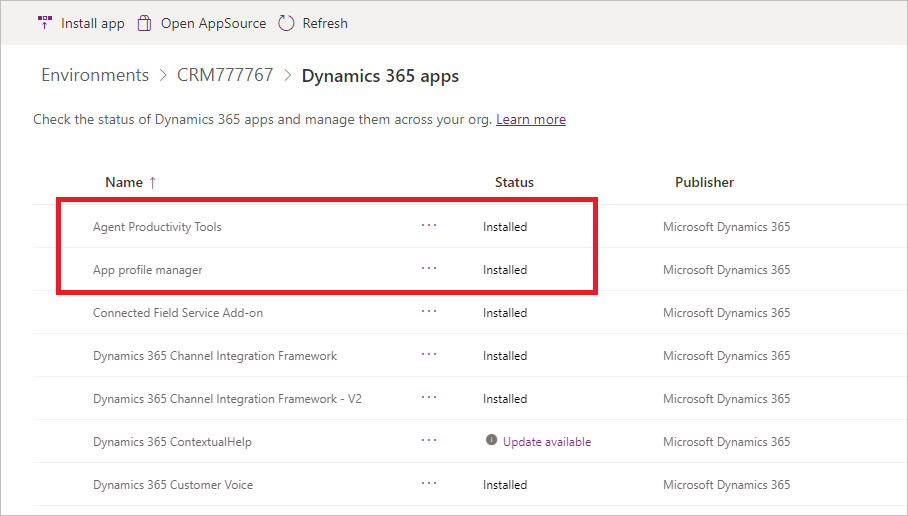 Install app Open AppSource Refresh
Environments > CRM777767 > Dynamics 365 apps
Check the status of Dynamics 365 apps and manage them across your org. Learn more
Name ↑ Status Publisher
Agent Productivity Tools ... Installed Microsoft Dynamics 365
App profile manager ... Installed Microsoft Dynamics 365
Connected Field Service Add-on ... Installed Microsoft Dynamics 365
Dynamics 365 Channel Integration Framework ... Installed Microsoft Dynamics 365
Dynamics 365 Channel Integration Framework - V2 ... Installed Microsoft Dynamics 365
Dynamics 365 ContextualHelp ... Update available Microsoft Dynamics 365
Dynamics 365 Customer Voice ... Installed Microsoft Dynamics 365